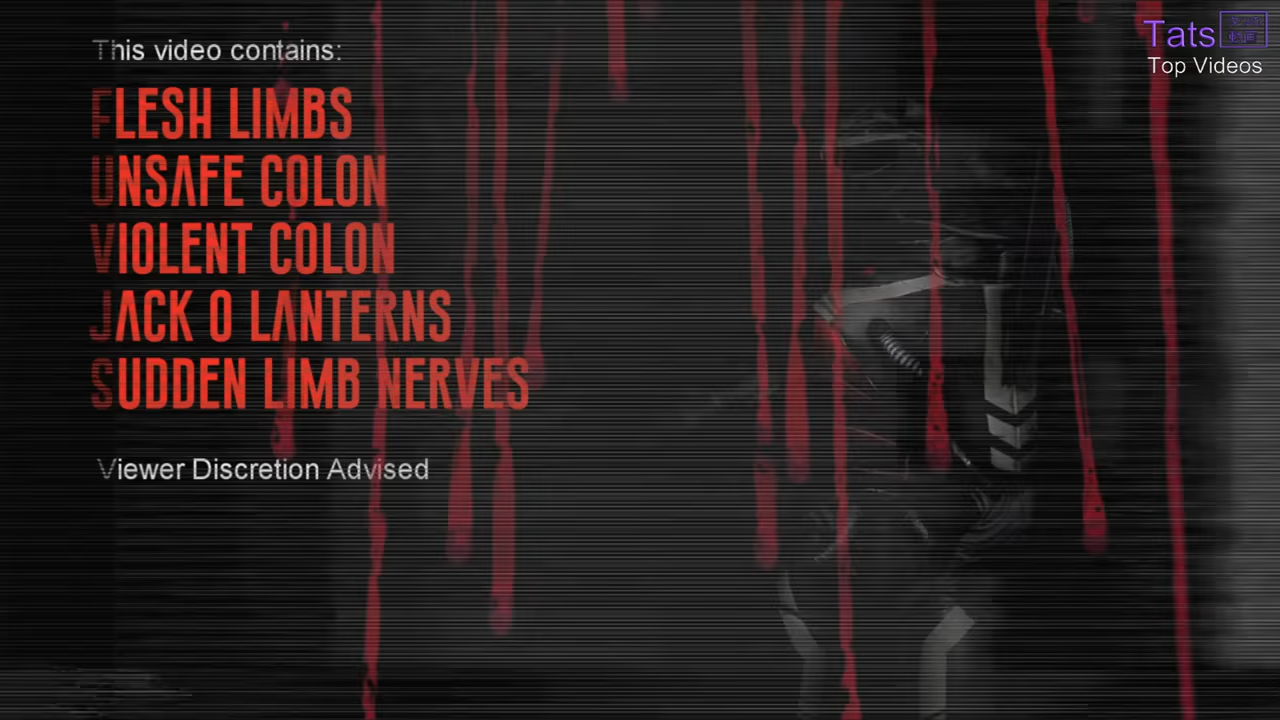 This video contains:
FLESH LIMBS
UNSAFE COLON
VIOLENT COLON
JACK O LANTERNS
SUDDEN LIMB NERVES
Viewer Discretion Advised
Tats
Top Videos